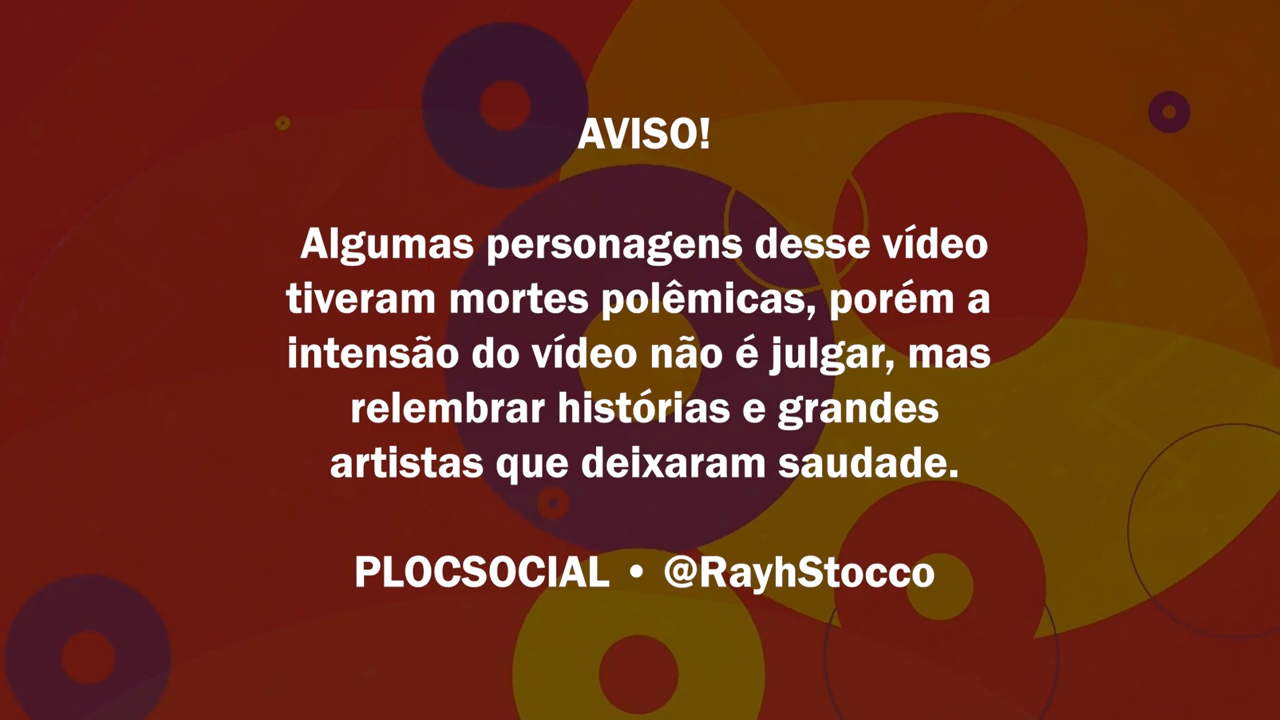 AVISO!
Algumas personagens desse vídeo
tiveram mortes polêmicas, porém a
intensão do vídeo não é julgar, mas
relembrar histórias e grandes
artistas que deixaram saudade.
PLOCSOCIAL • @RayhStocco